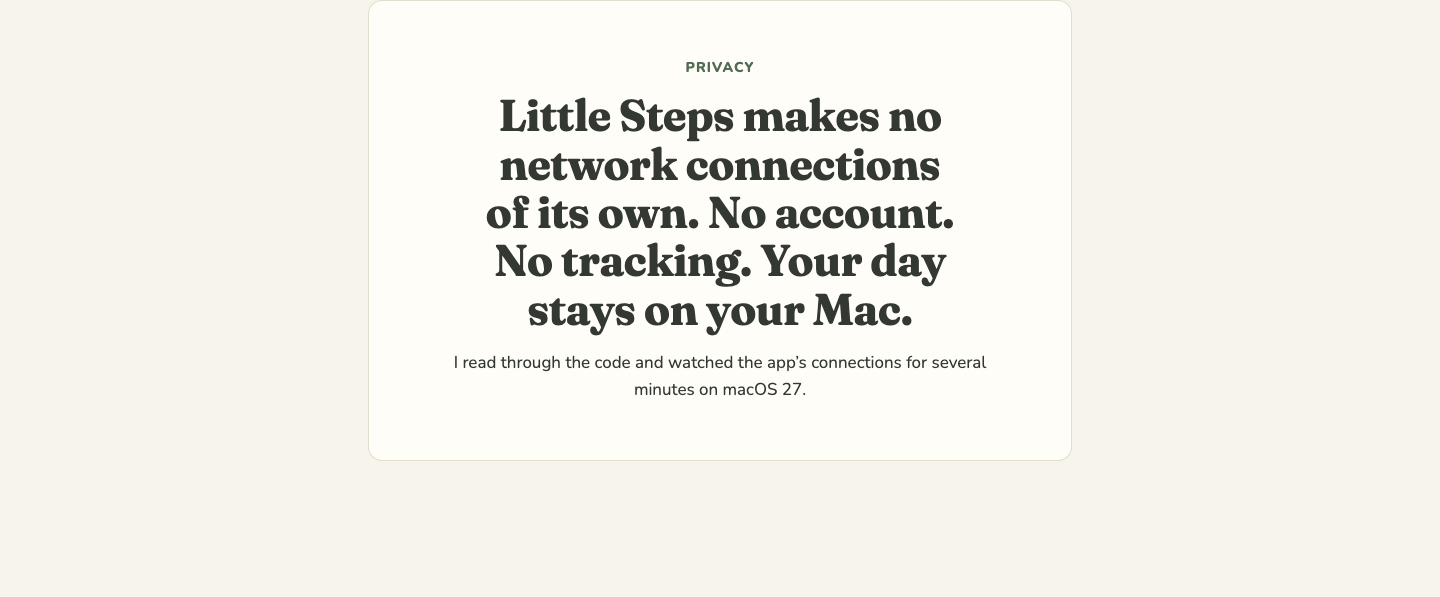 PRIVACY
Little Steps makes no
network connections
of its own. No account.
No tracking. Your day
stays on your Mac.
I read through the code and watched the app’s connections for several
minutes on macOS 27.